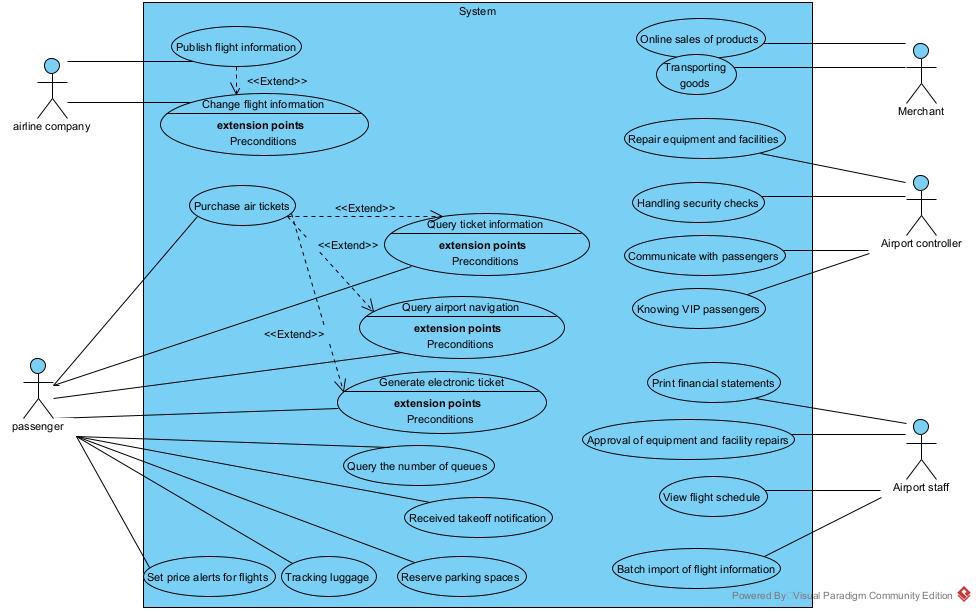 System
Publish flight information
<<Extend>>
Change flight information
extension points
Preconditions
airline company
Online sales of products
Transporting
goods
Merchant
Repair equipment and facilities
Handling security checks
Communicate with passengers
Knowing VIP passengers
Airport controller
Purchase air tickets
<<Extend>>
Query ticket information
extension points
Preconditions
<<Extend>>
Query airport navigation
extension points
Preconditions
<<Extend>>
Generate electronic ticket
extension points
Preconditions
passenger
Query the number of queues
Received takeoff notification
Set price alerts for flights
Tracking luggage
Reserve parking spaces
Print financial statements
Approval of equipment and facility repairs
View flight schedule
Batch import of flight information
Airport staff
Powered By: Visual Paradigm Community Edition